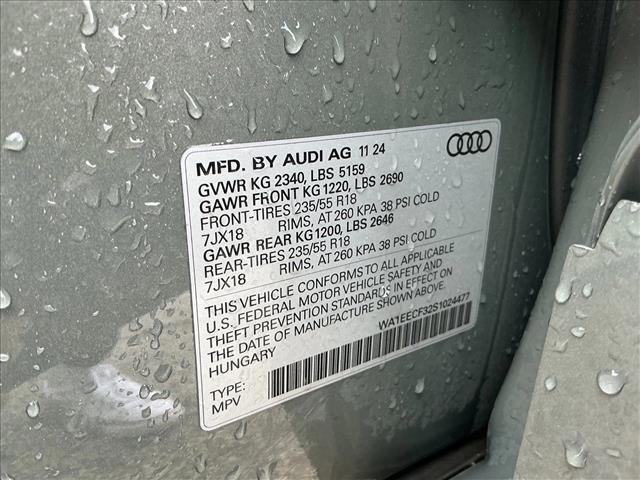 MFD. BY AUDI AG 11 24
GVWR KG 2340, LBS 5159
GAWR FRONT KG 1220, LBS 2690
FRONT-TIRES 235/55 R18
7JX18 RIMS, AT 260 KPA 38 PSI COLD
GAWR REAR KG 1200, LBS 2646
REAR-TIRES 235/55 R18
7JX18 RIMS, AT 260 KPA 38 PSI COLD
THIS VEHICLE CONFORMS TO ALL APPLICABLE
U.S. FEDERAL MOTOR VEHICLE SAFETY AND
THEFT PREVENTION STANDARDS IN EFFECT ON
THE DATE OF MANUFACTURE SHOWN ABOVE.
HUNGARY
WA1EECF32S1024477
TYPE:
MPV